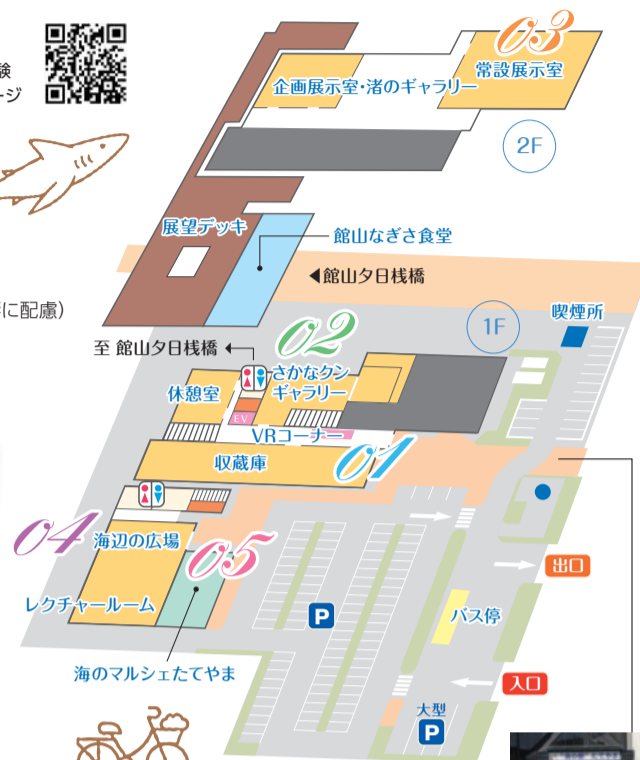 験
ージ
03
常設展示室
企画展示室・渚のギャラリー
2F
展望デッキ
館山なぎさ食堂
◀館山夕日桟橋
に配慮）
1F
喫煙所
至 館山夕日桟橋
02
さかなクン
ギャラリー
休憩室
EV
VRコーナー
01
収蔵庫
04
海辺の広場
05
出口
レクチャールーム
P
バス停
海のマルシェたてやま
入口
大型
P